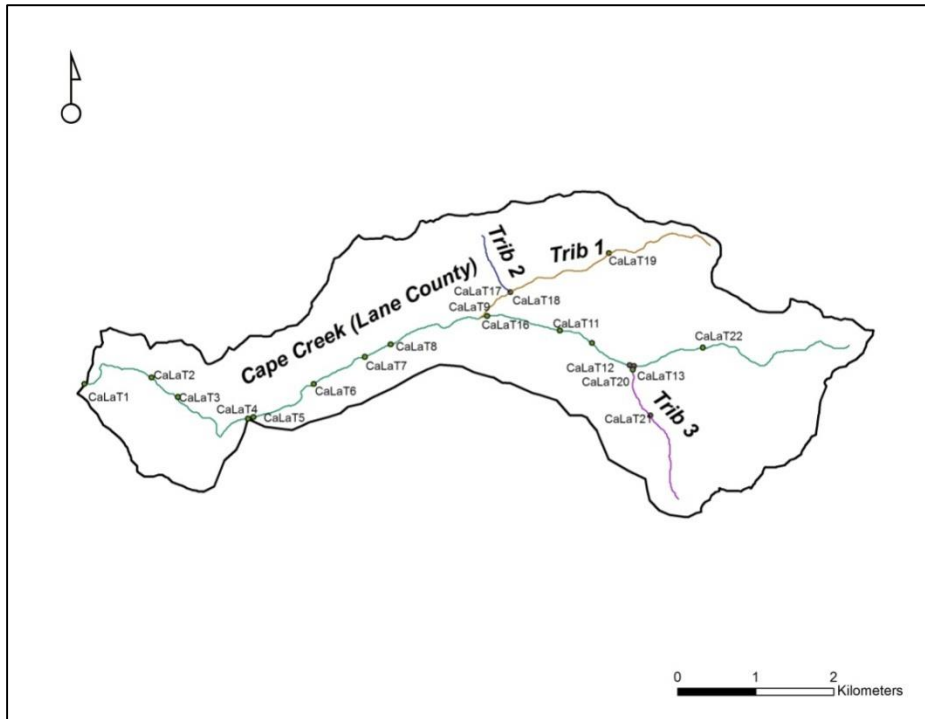 Trib 2
Trib 1
CaLaT19
Cape Creek (Lane County)
CaLaT17
CaLaT18
CaLaT9
CaLaT16
CaLaT11
CaLaT22
CaLaT8
CaLaT7
CaLaT12
CaLaT13
CaLaT20
CaLaT2
CaLaT6
CaLaT1
CaLaT3
CaLaT4
CaLaT5
CaLaT21
Trib 3
0 1 2
Kilometers